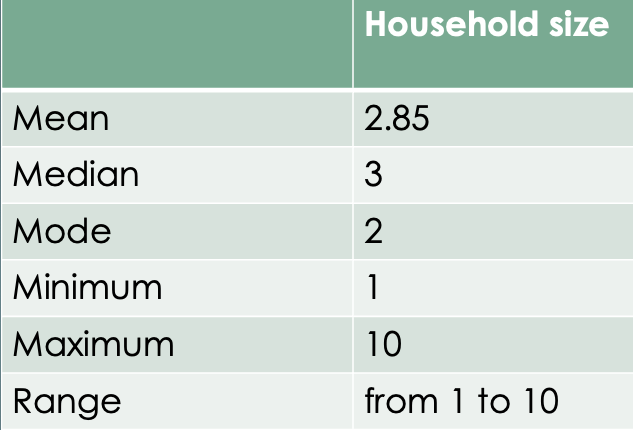 Household size
Mean 2.85
Median 3
Mode 2
Minimum 1
Maximum 10
Range from 1 to 10